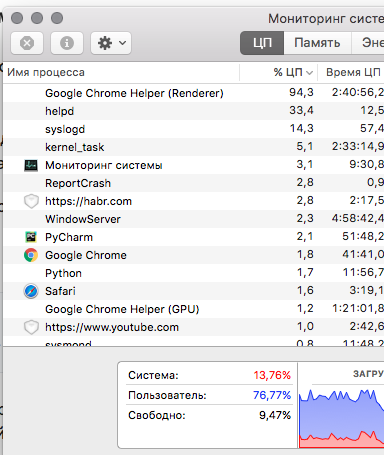 Мониторинг систе
ЦП Память Эне
Имя процесса % ЦП Время ЦП
Google Chrome Helper (Renderer) 94,3 2:40:56,2
helpd 33,4 12,5
syslogd 14,3 57,4
kernel_task 5,1 2:33:14,9
Мониторинг системы 3,1 9:30,8
ReportCrash 2,8 0,9
https://habr.com 2,8 2:17,5
WindowServer 2,3 4:58:42,4
PyCharm 2,1 51:48,2
Google Chrome 1,8 41:41,0
Python 1,7 11:56,7
Safari 1,6 3:19,1
Google Chrome Helper (GPU) 1,2 1:21:01,8
https://www.youtube.com 1,0 2:42,6
sysmond 0,8 11:48,2
Система: 13,76% ЗАГРУ
Пользователь: 76,77%
Свободно: 9,47%